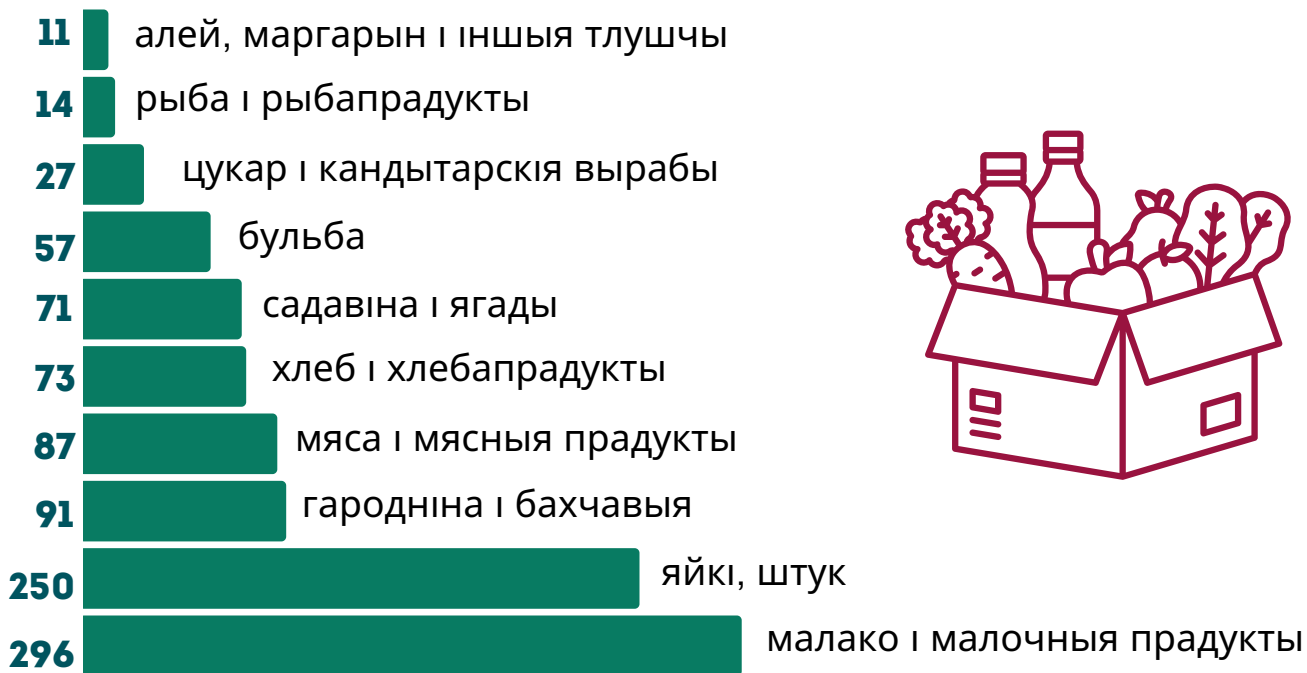 11 алей, маргарын і іншыя тлушчы
14 рыба і рыбапрадукты
27 цукар і кандытарскія вырабы
57 бульба
71 садавіна і ягады
73 хлеб і хлебапрадукты
87 мяса і мясныя прадукты
91 гародніна і бахчавыя
250 яйкі, штук
296 малако і малочныя прадукты